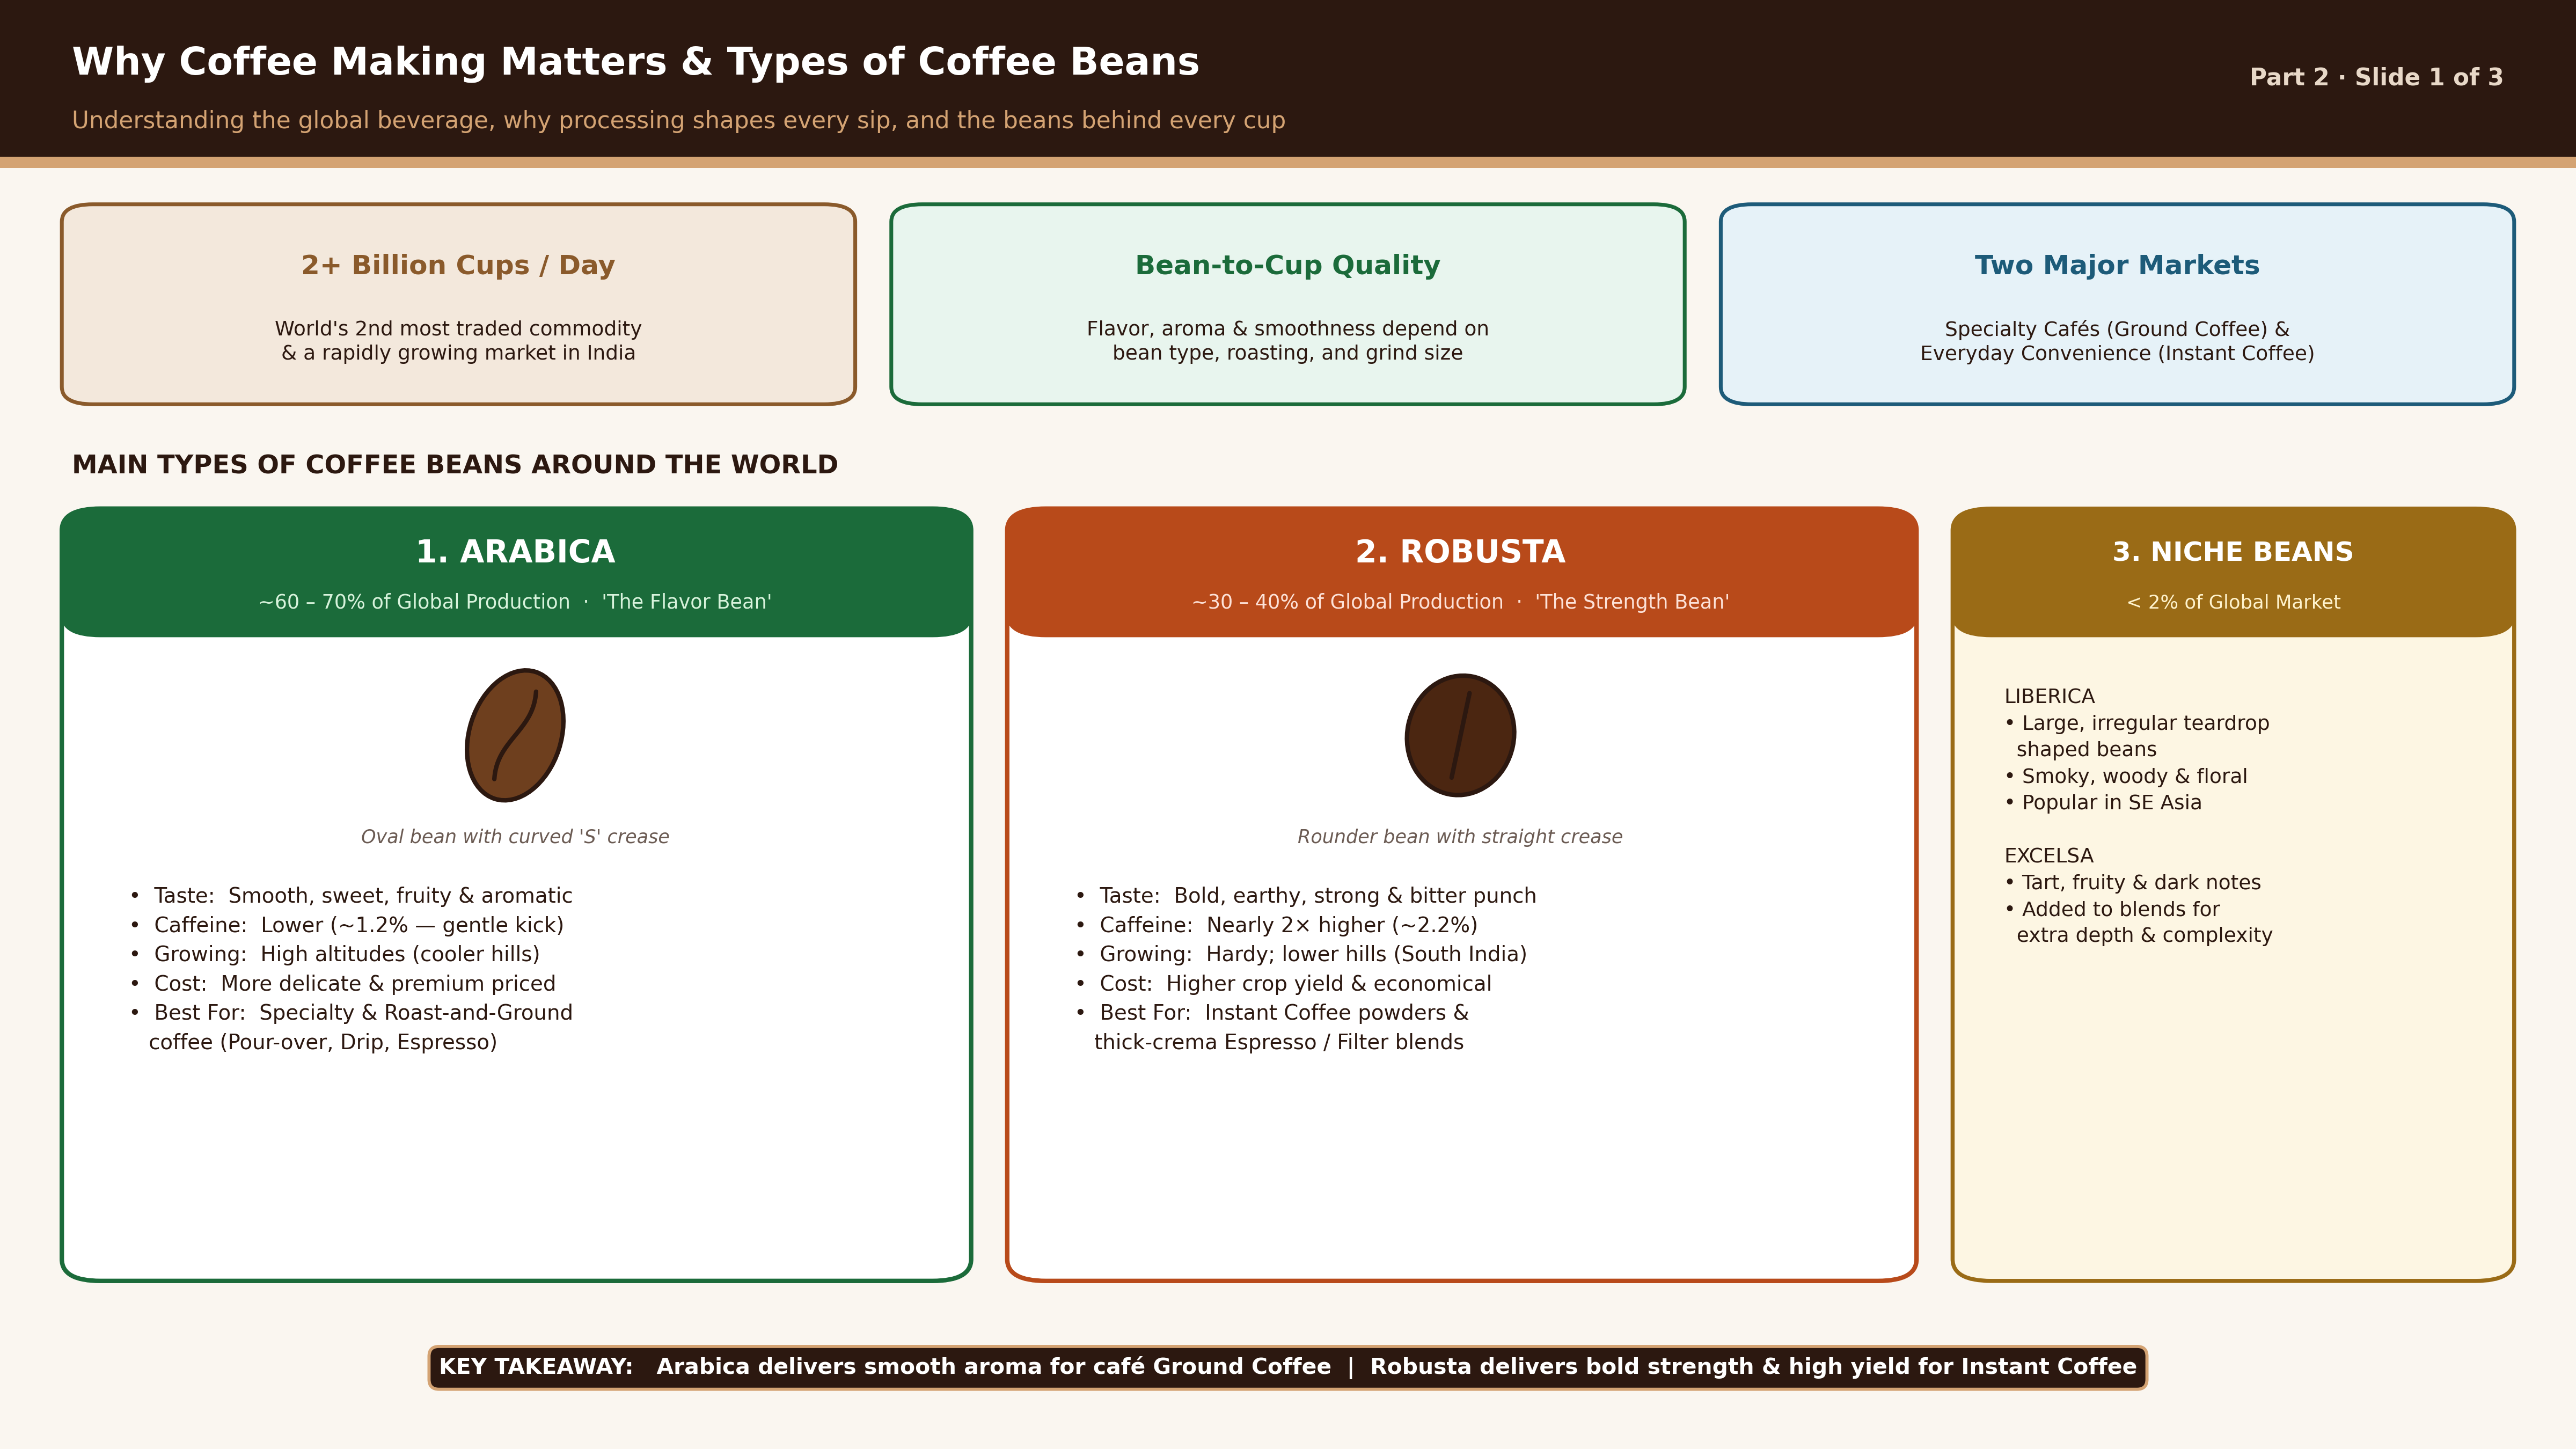 Why Coffee Making Matters & Types of Coffee Beans
Understanding the global beverage, why processing shapes every sip, and the beans behind every cup
Part 2 · Slide 1 of 3
2+ Billion Cups / Day
World's 2nd most traded commodity
& a rapidly growing market in India
Bean-to-Cup Quality
Flavor, aroma & smoothness depend on
bean type, roasting, and grind size
Two Major Markets
Specialty Cafés (Ground Coffee) &
Everyday Convenience (Instant Coffee)
MAIN TYPES OF COFFEE BEANS AROUND THE WORLD
1. ARABICA
~60 – 70% of Global Production · 'The Flavor Bean'
Oval bean with curved 'S' crease
• Taste: Smooth, sweet, fruity & aromatic
• Caffeine: Lower (~1.2% — gentle kick)
• Growing: High altitudes (cooler hills)
• Cost: More delicate & premium priced
• Best For: Specialty & Roast-and-Ground
coffee (Pour-over, Drip, Espresso)
2. ROBUSTA
~30 – 40% of Global Production · 'The Strength Bean'
Rounder bean with straight crease
• Taste: Bold, earthy, strong & bitter punch
• Caffeine: Nearly 2× higher (~2.2%)
• Growing: Hardy; lower hills (South India)
• Cost: Higher crop yield & economical
• Best For: Instant Coffee powders &
thick-crema Espresso / Filter blends
3. NICHE BEANS
< 2% of Global Market
LIBERICA
• Large, irregular teardrop
shaped beans
• Smoky, woody & floral
• Popular in SE Asia
EXCELSA
• Tart, fruity & dark notes
• Added to blends for
extra depth & complexity
KEY TAKEAWAY: Arabica delivers smooth aroma for café Ground Coffee | Robusta delivers bold strength & high yield for Instant Coffee